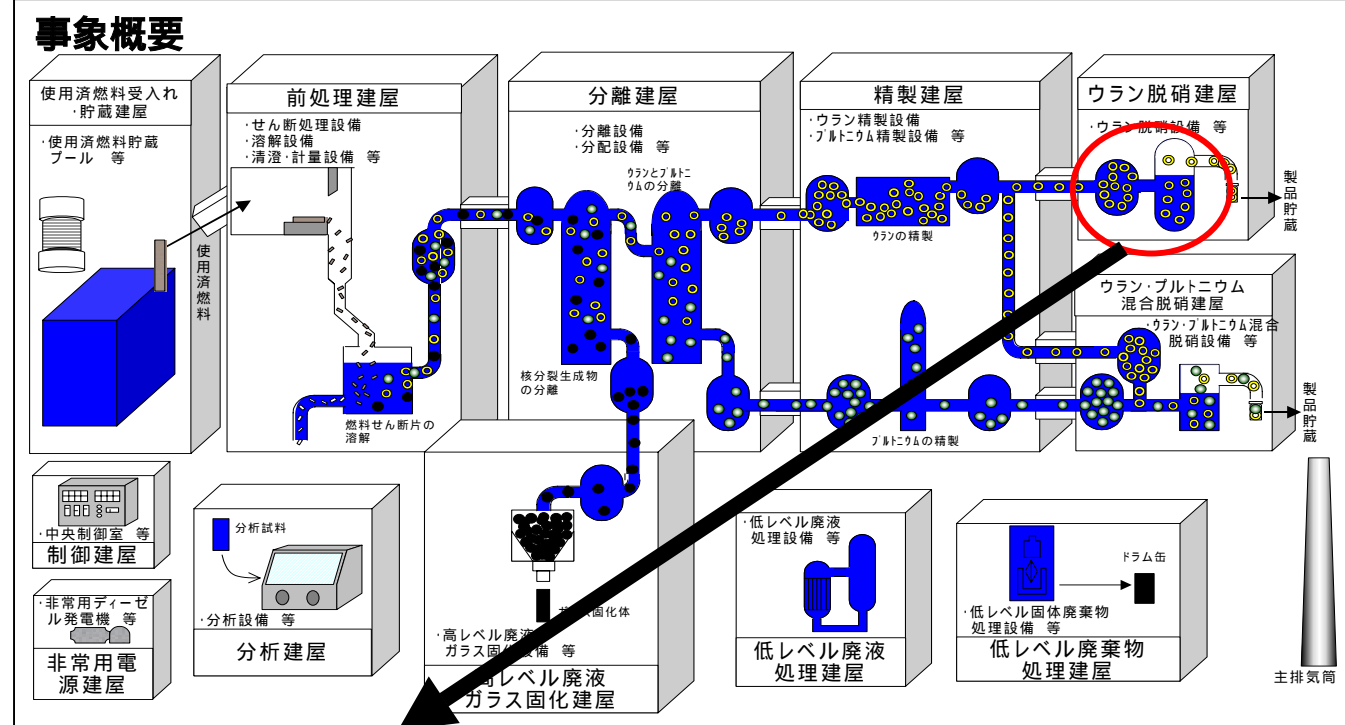 事象概要
使用済燃料受入れ
・貯蔵建屋
・使用済燃料貯蔵
プール 等
使用済燃料
前処理建屋
・せん断処理設備
・溶解設備
・清澄・計量設備 等
燃料せん断片の
溶解
分離建屋
・分離設備
・分配設備 等
ウランとプルトニ
ウムの分離
核分裂生成物
の分離
精製建屋
・ウラン精製設備
・プルトニウム精製設備 等
ウランの精製
プルトニウムの精製
ウラン脱硝建屋
・ウラン脱硝設備 等
製品貯蔵
ウラン・プルトニウム
混合脱硝建屋
・ウラン・プルトニウム混合
脱硝設備 等
製品貯蔵
・中央制御室 等
制御建屋
・非常用ディーゼ
ル発電機 等
非常用電
源建屋
分析試料
・分析設備 等
分析建屋
固化体
・高レベル廃液
ガラス固化設備 等
高レベル廃液
ガラス固化建屋
・低レベル廃液
処理設備 等
低レベル廃液
処理建屋
ドラム缶
・低レベル固体廃棄物
処理設備 等
低レベル廃棄物
処理建屋
主排気筒